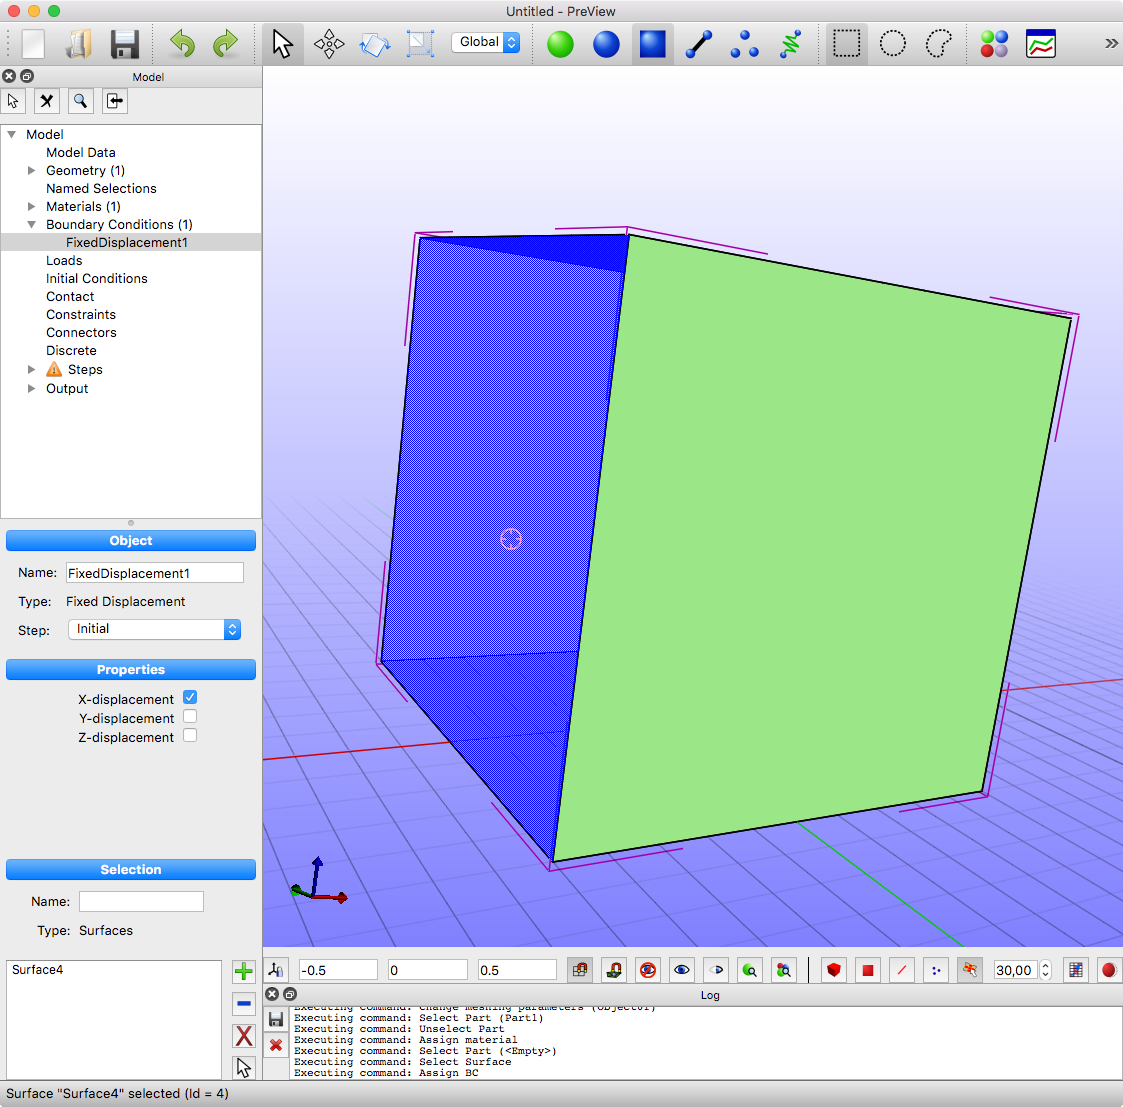 Untitled - PreView
Global
Model
Model
Model Data
Geometry (1)
Named Selections
Materials (1)
Boundary Conditions (1)
FixedDisplacement1
Loads
Initial Conditions
Contact
Constraints
Connectors
Discrete
Steps
Output
Object
Name: FixedDisplacement1
Type: Fixed Displacement
Step: Initial
Properties
X-displacement
Y-displacement
Z-displacement
Selection
Name:
Type: Surfaces
Surface4
-0.5 0 0.5 30,00
Log
Executing command: Change meshing parameters (Object01)
Executing command: Select Part (Part1)
Executing command: Unselect Part
Executing command: Assign material
Executing command: Select Part (<Empty>)
Executing command: Select Surface
Executing command: Assign BC
Surface "Surface4" selected (Id = 4)